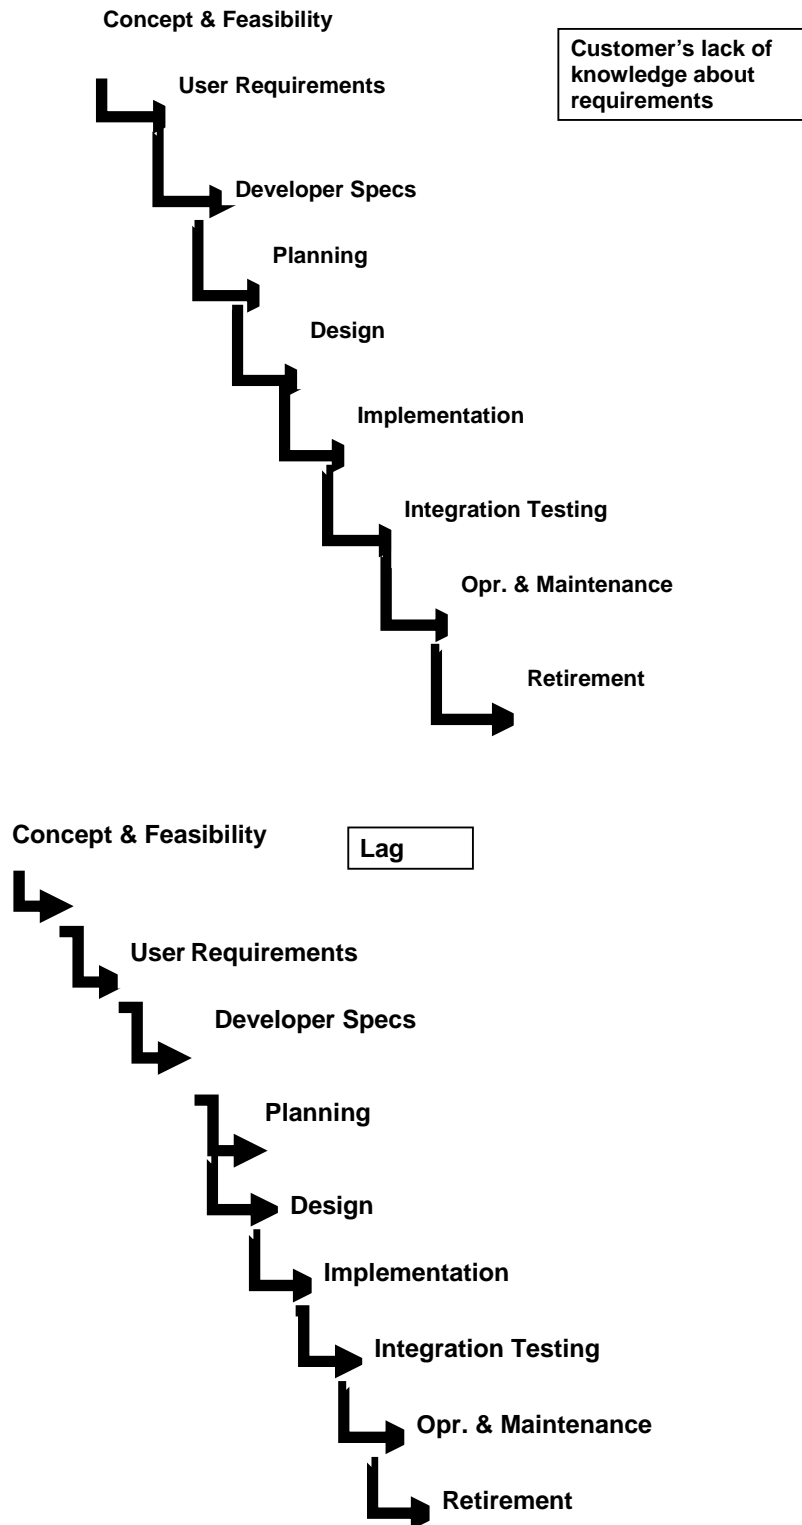 Concept & Feasibility
Customer's lack of
knowledge about
requirements
User Requirements
Developer Specs
Planning
Design
Implementation
Integration Testing
Opr. & Maintenance
Retirement
Concept & Feasibility
Lag
User Requirements
Developer Specs
Planning
Design
Implementation
Integration Testing
Opr. & Maintenance
Retirement